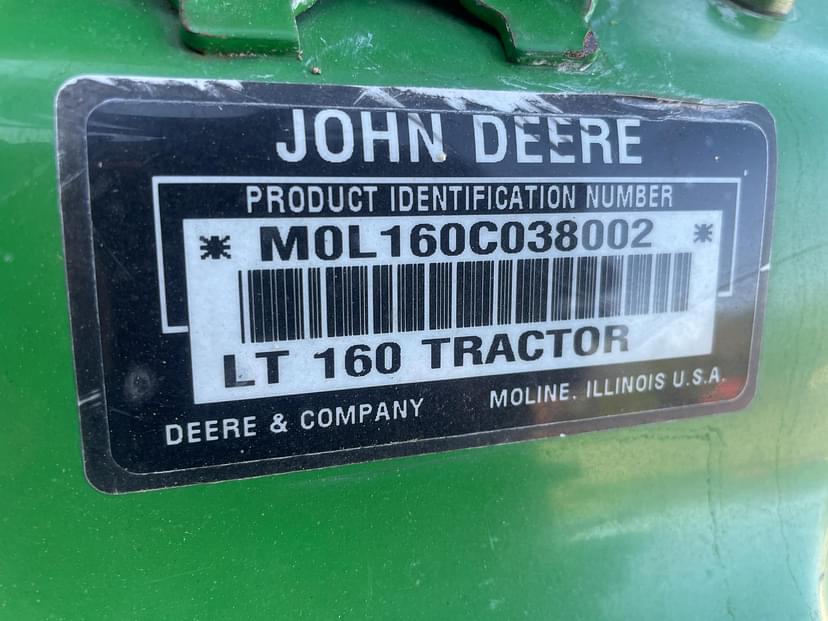 JOHN DEERE
PRODUCT IDENTIFICATION NUMBER
* M0L160C038002 *
LT 160 TRACTOR
DEERE & COMPANY MOLINE, ILLINOIS U.S.A.